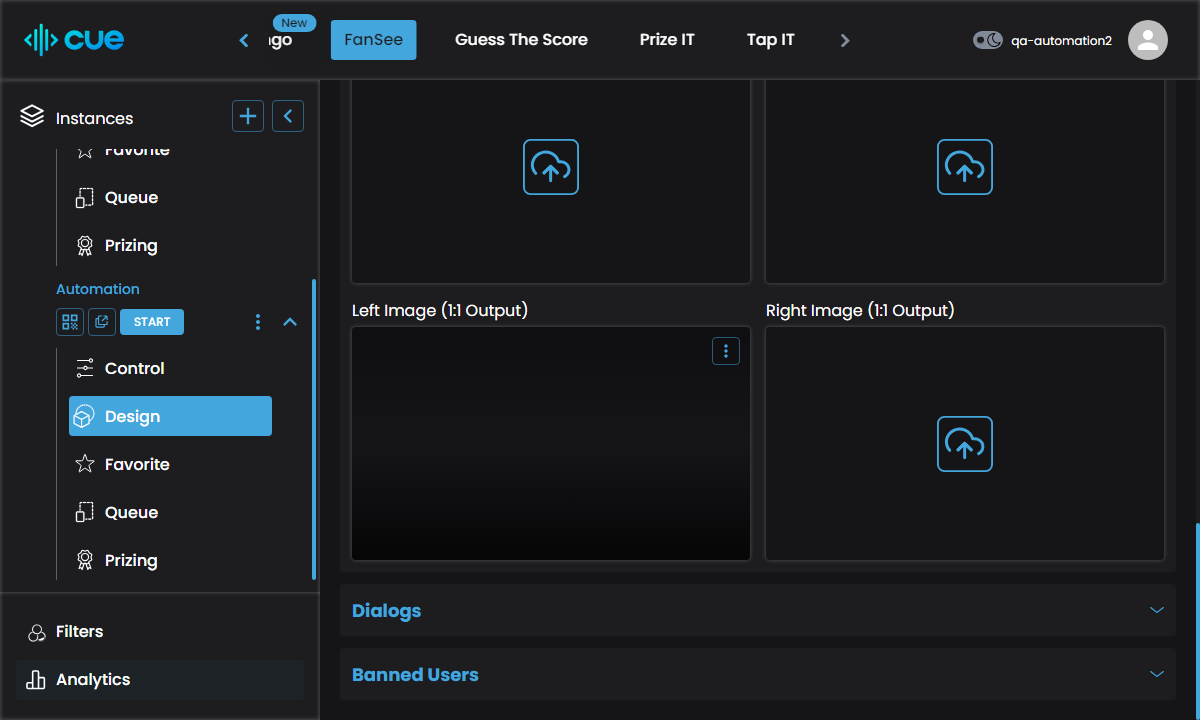 cue
New
FanSee
Guess The Score
Prize IT
Tap IT
qa-automation2
Instances
Favorite
Queue
Prizing
Automation
START
Control
Design
Favorite
Queue
Prizing
Filters
Analytics
Left Image (1:1 Output)
Right Image (1:1 Output)
Dialogs
Banned Users